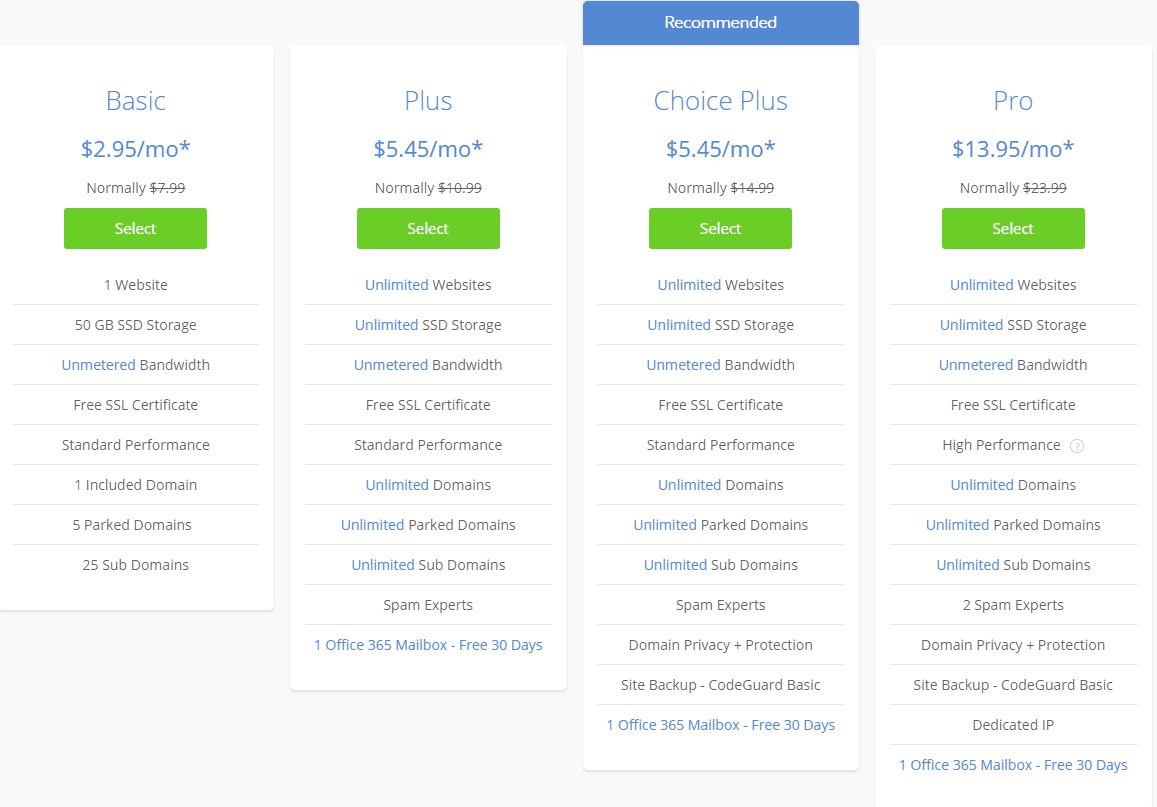 Recommended
Basic
$2.95/mo*
Normally $7.99
Select
1 Website
50 GB SSD Storage
Unmetered Bandwidth
Free SSL Certificate
Standard Performance
1 Included Domain
5 Parked Domains
25 Sub Domains
Plus
$5.45/mo*
Normally $10.99
Select
Unlimited Websites
Unlimited SSD Storage
Unmetered Bandwidth
Free SSL Certificate
Standard Performance
Unlimited Domains
Unlimited Parked Domains
Unlimited Sub Domains
Spam Experts
1 Office 365 Mailbox - Free 30 Days
Choice Plus
$5.45/mo*
Normally $14.99
Select
Unlimited Websites
Unlimited SSD Storage
Unmetered Bandwidth
Free SSL Certificate
Standard Performance
Unlimited Domains
Unlimited Parked Domains
Unlimited Sub Domains
Spam Experts
Domain Privacy + Protection
Site Backup - CodeGuard Basic
1 Office 365 Mailbox - Free 30 Days
Pro
$13.95/mo*
Normally $23.99
Select
Unlimited Websites
Unlimited SSD Storage
Unmetered Bandwidth
Free SSL Certificate
High Performance ?
Unlimited Domains
Unlimited Parked Domains
Unlimited Sub Domains
2 Spam Experts
Domain Privacy + Protection
Site Backup - CodeGuard Basic
Dedicated IP
1 Office 365 Mailbox - Free 30 Days